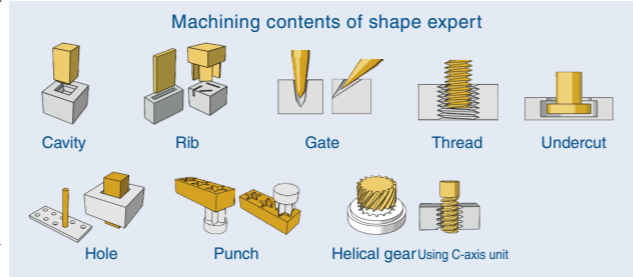 Machining contents of shape expert
Cavity
Rib
Gate
Thread
Undercut
Hole
Punch
Helical gear Using C-axis unit